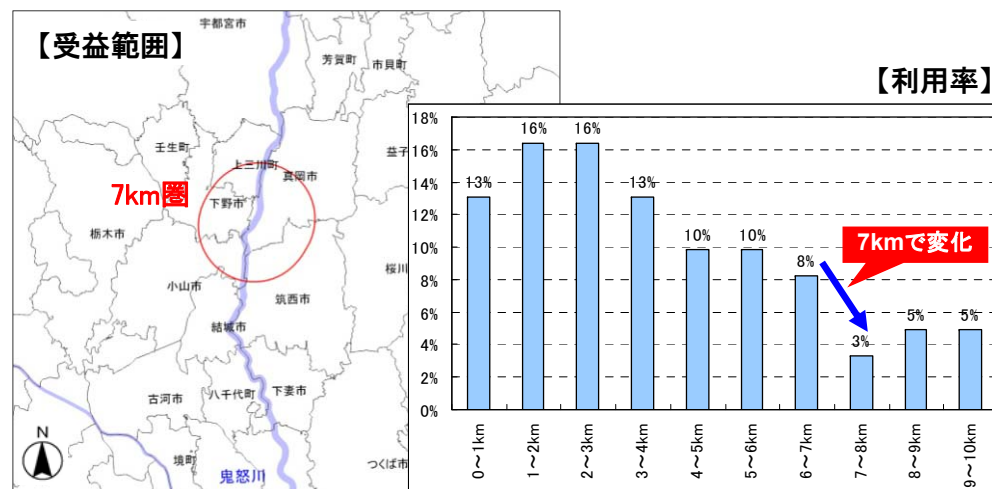 【受益範囲】
宇都宮市
芳賀町
市貝町
壬生町
上三川町
真岡市
益子
7km圏
下野市
栃木市
桜川
小山市
筑西市
結城市
古河市
八千代町
下妻市
境町
鬼怒川
つくば市
N
【利用率】
18%
16%
14%
12%
10%
8%
6%
4%
2%
0%
13%
16%
16%
13%
10%
10%
8%
3%
5%
5%
7kmで変化
0～1km
1～2km
2～3km
3～4km
4～5km
5～6km
6～7km
7～8km
8～9km
9～10km